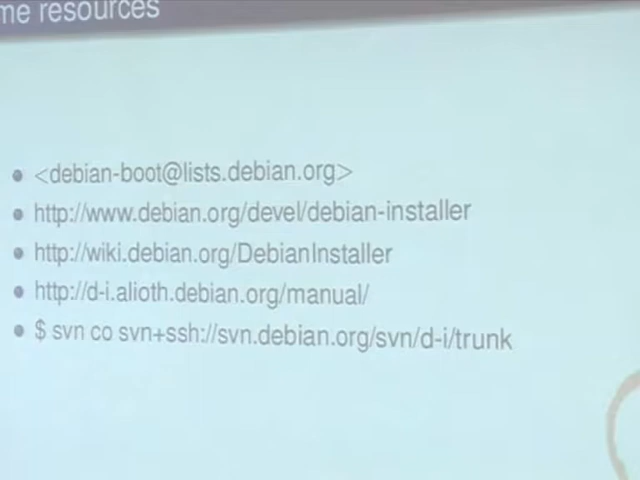 me resources
<debian-boot@lists.debian.org>
http://www.debian.org/devel/debian-installer
http://wiki.debian.org/DebianInstaller
http://d-i.alioth.debian.org/manual/
$ svn co svn+ssh://svn.debian.org/svn/d-i/trunk